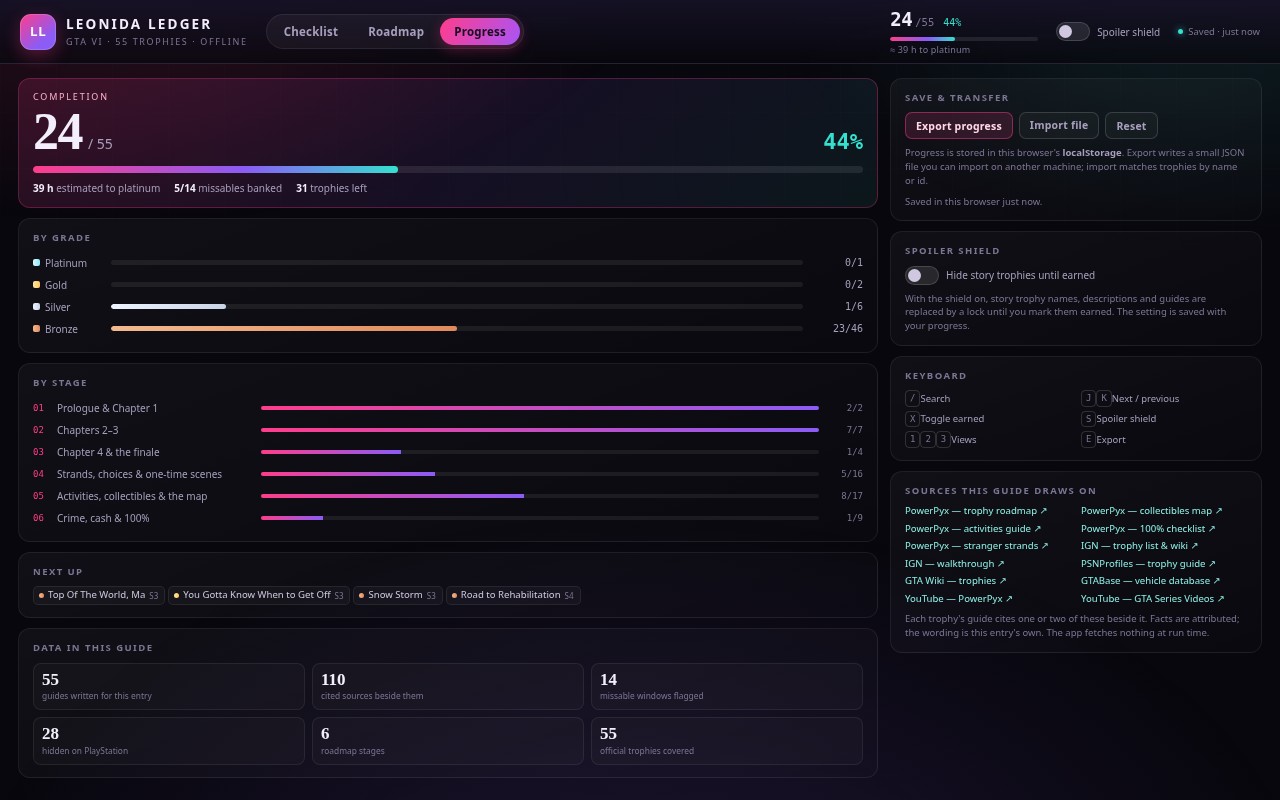 LL
LEONIDA LEDGER
GTA VI · 55 TROPHIES · OFFLINE
Checklist
Roadmap
Progress
24 /55 44%
≈ 39 h to platinum
Spoiler shield
Saved · just now
COMPLETION
24 / 55
44%
39 h estimated to platinum 5/14 missables banked 31 trophies left
BY GRADE
Platinum 0/1
Gold 0/2
Silver 1/6
Bronze 23/46
BY STAGE
01 Prologue & Chapter 1 2/2
02 Chapters 2–3 7/7
03 Chapter 4 & the finale 1/4
04 Strands, choices & one-time scenes 5/16
05 Activities, collectibles & the map 8/17
06 Crime, cash & 100% 1/9
NEXT UP
Top Of The World, Ma S3
You Gotta Know When to Get Off S3
Snow Storm S3
Road to Rehabilitation S4
DATA IN THIS GUIDE
55
guides written for this entry
110
cited sources beside them
14
missable windows flagged
28
hidden on PlayStation
6
roadmap stages
55
official trophies covered
SAVE & TRANSFER
Export progress
Import file
Reset
Progress is stored in this browser's localStorage. Export writes a small JSON
file you can import on another machine; import matches trophies by name
or id.
Saved in this browser just now.
SPOILER SHIELD
Hide story trophies until earned
With the shield on, story trophy names, descriptions and guides are
replaced by a lock until you mark them earned. The setting is saved with
your progress.
KEYBOARD
/ Search
J K Next / previous
X Toggle earned
S Spoiler shield
1 2 3 Views
E Export
SOURCES THIS GUIDE DRAWS ON
PowerPyx — trophy roadmap ↗
PowerPyx — collectibles map ↗
PowerPyx — activities guide ↗
PowerPyx — 100% checklist ↗
PowerPyx — stranger strands ↗
IGN — trophy list & wiki ↗
IGN — walkthrough ↗
PSNProfiles — trophy guide ↗
GTA Wiki — trophies ↗
GTABase — vehicle database ↗
YouTube — PowerPyx ↗
YouTube — GTA Series Videos ↗
Each trophy's guide cites one or two of these beside it. Facts are attributed;
the wording is this entry's own. The app fetches nothing at run time.